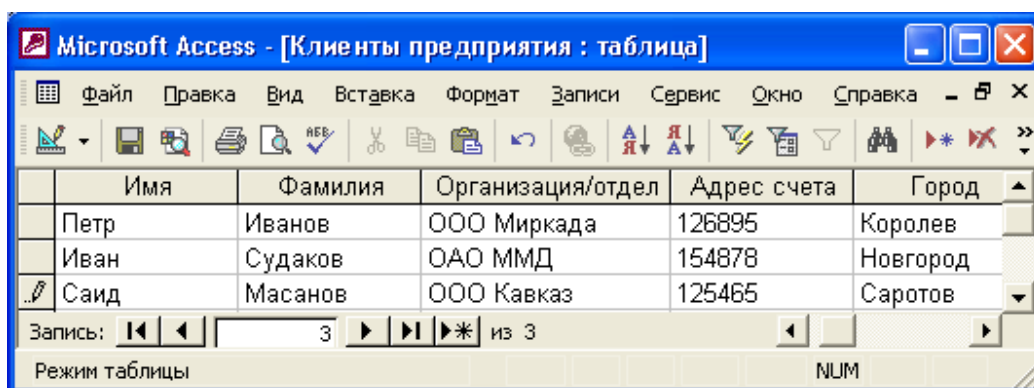 Microsoft Access - [Клиенты предприятия : таблица]
Файл Правка Вид Вставка Формат Записи Сервис Окно Справка
Имя Фамилия Организация/отдел Адрес счета Город
Петр Иванов ООО Миркада 126895 Королев
Иван Судаков ОАО ММД 154878 Новгород
Саид Масанов ООО Кавказ 125465 Саротов
Запись: 3 из 3
Режим таблицы NUM